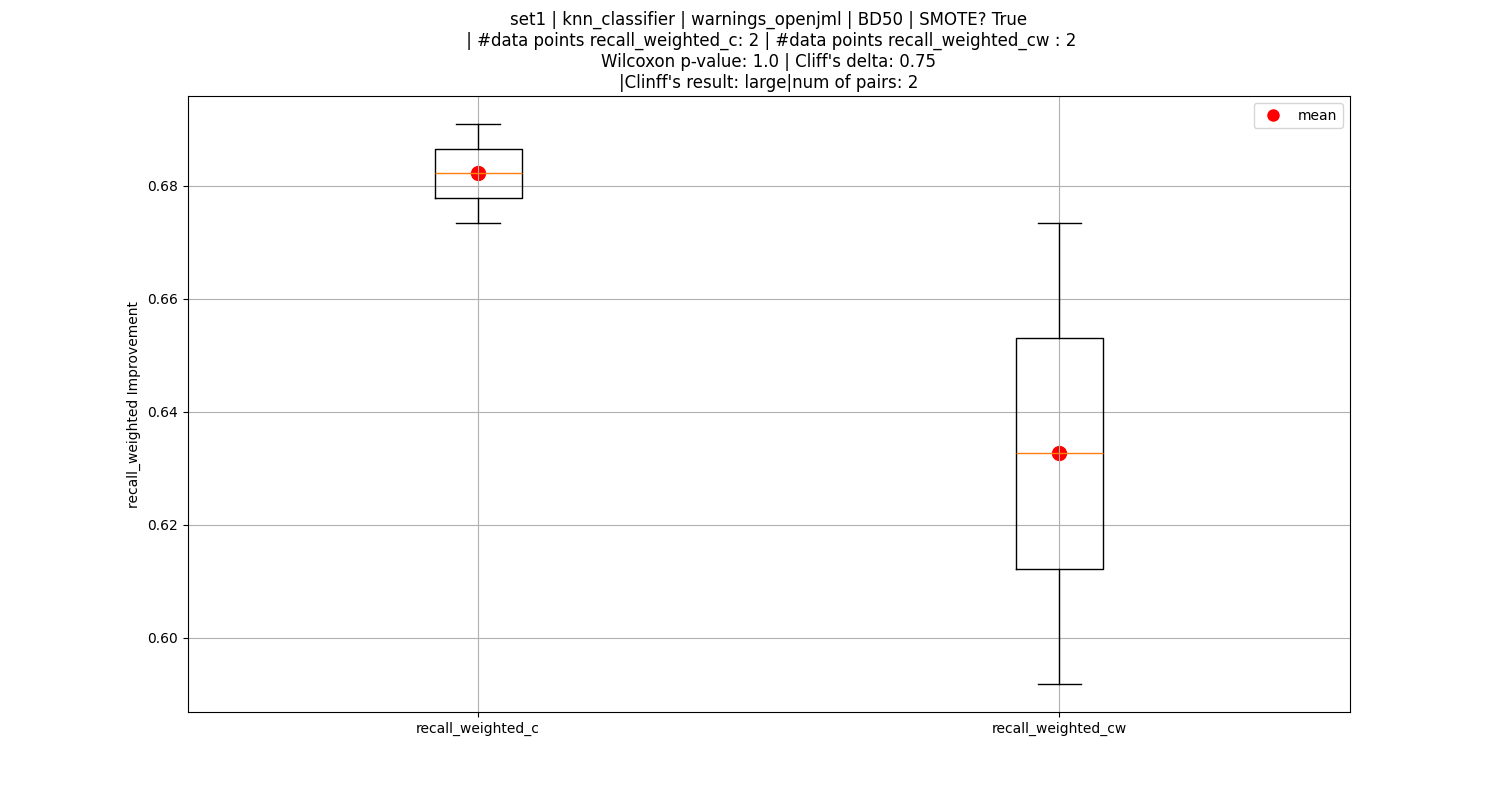 set1 | knn_classifier | warnings_openjml | BD50 | SMOTE? True
| #data points recall_weighted_c: 2 | #data points recall_weighted_cw : 2
Wilcoxon p-value: 1.0 | Cliff's delta: 0.75
|Clinff's result: large|num of pairs: 2
mean
0.68
0.66
0.64
0.62
0.60
recall_weighted Improvement
recall_weighted_c
recall_weighted_cw